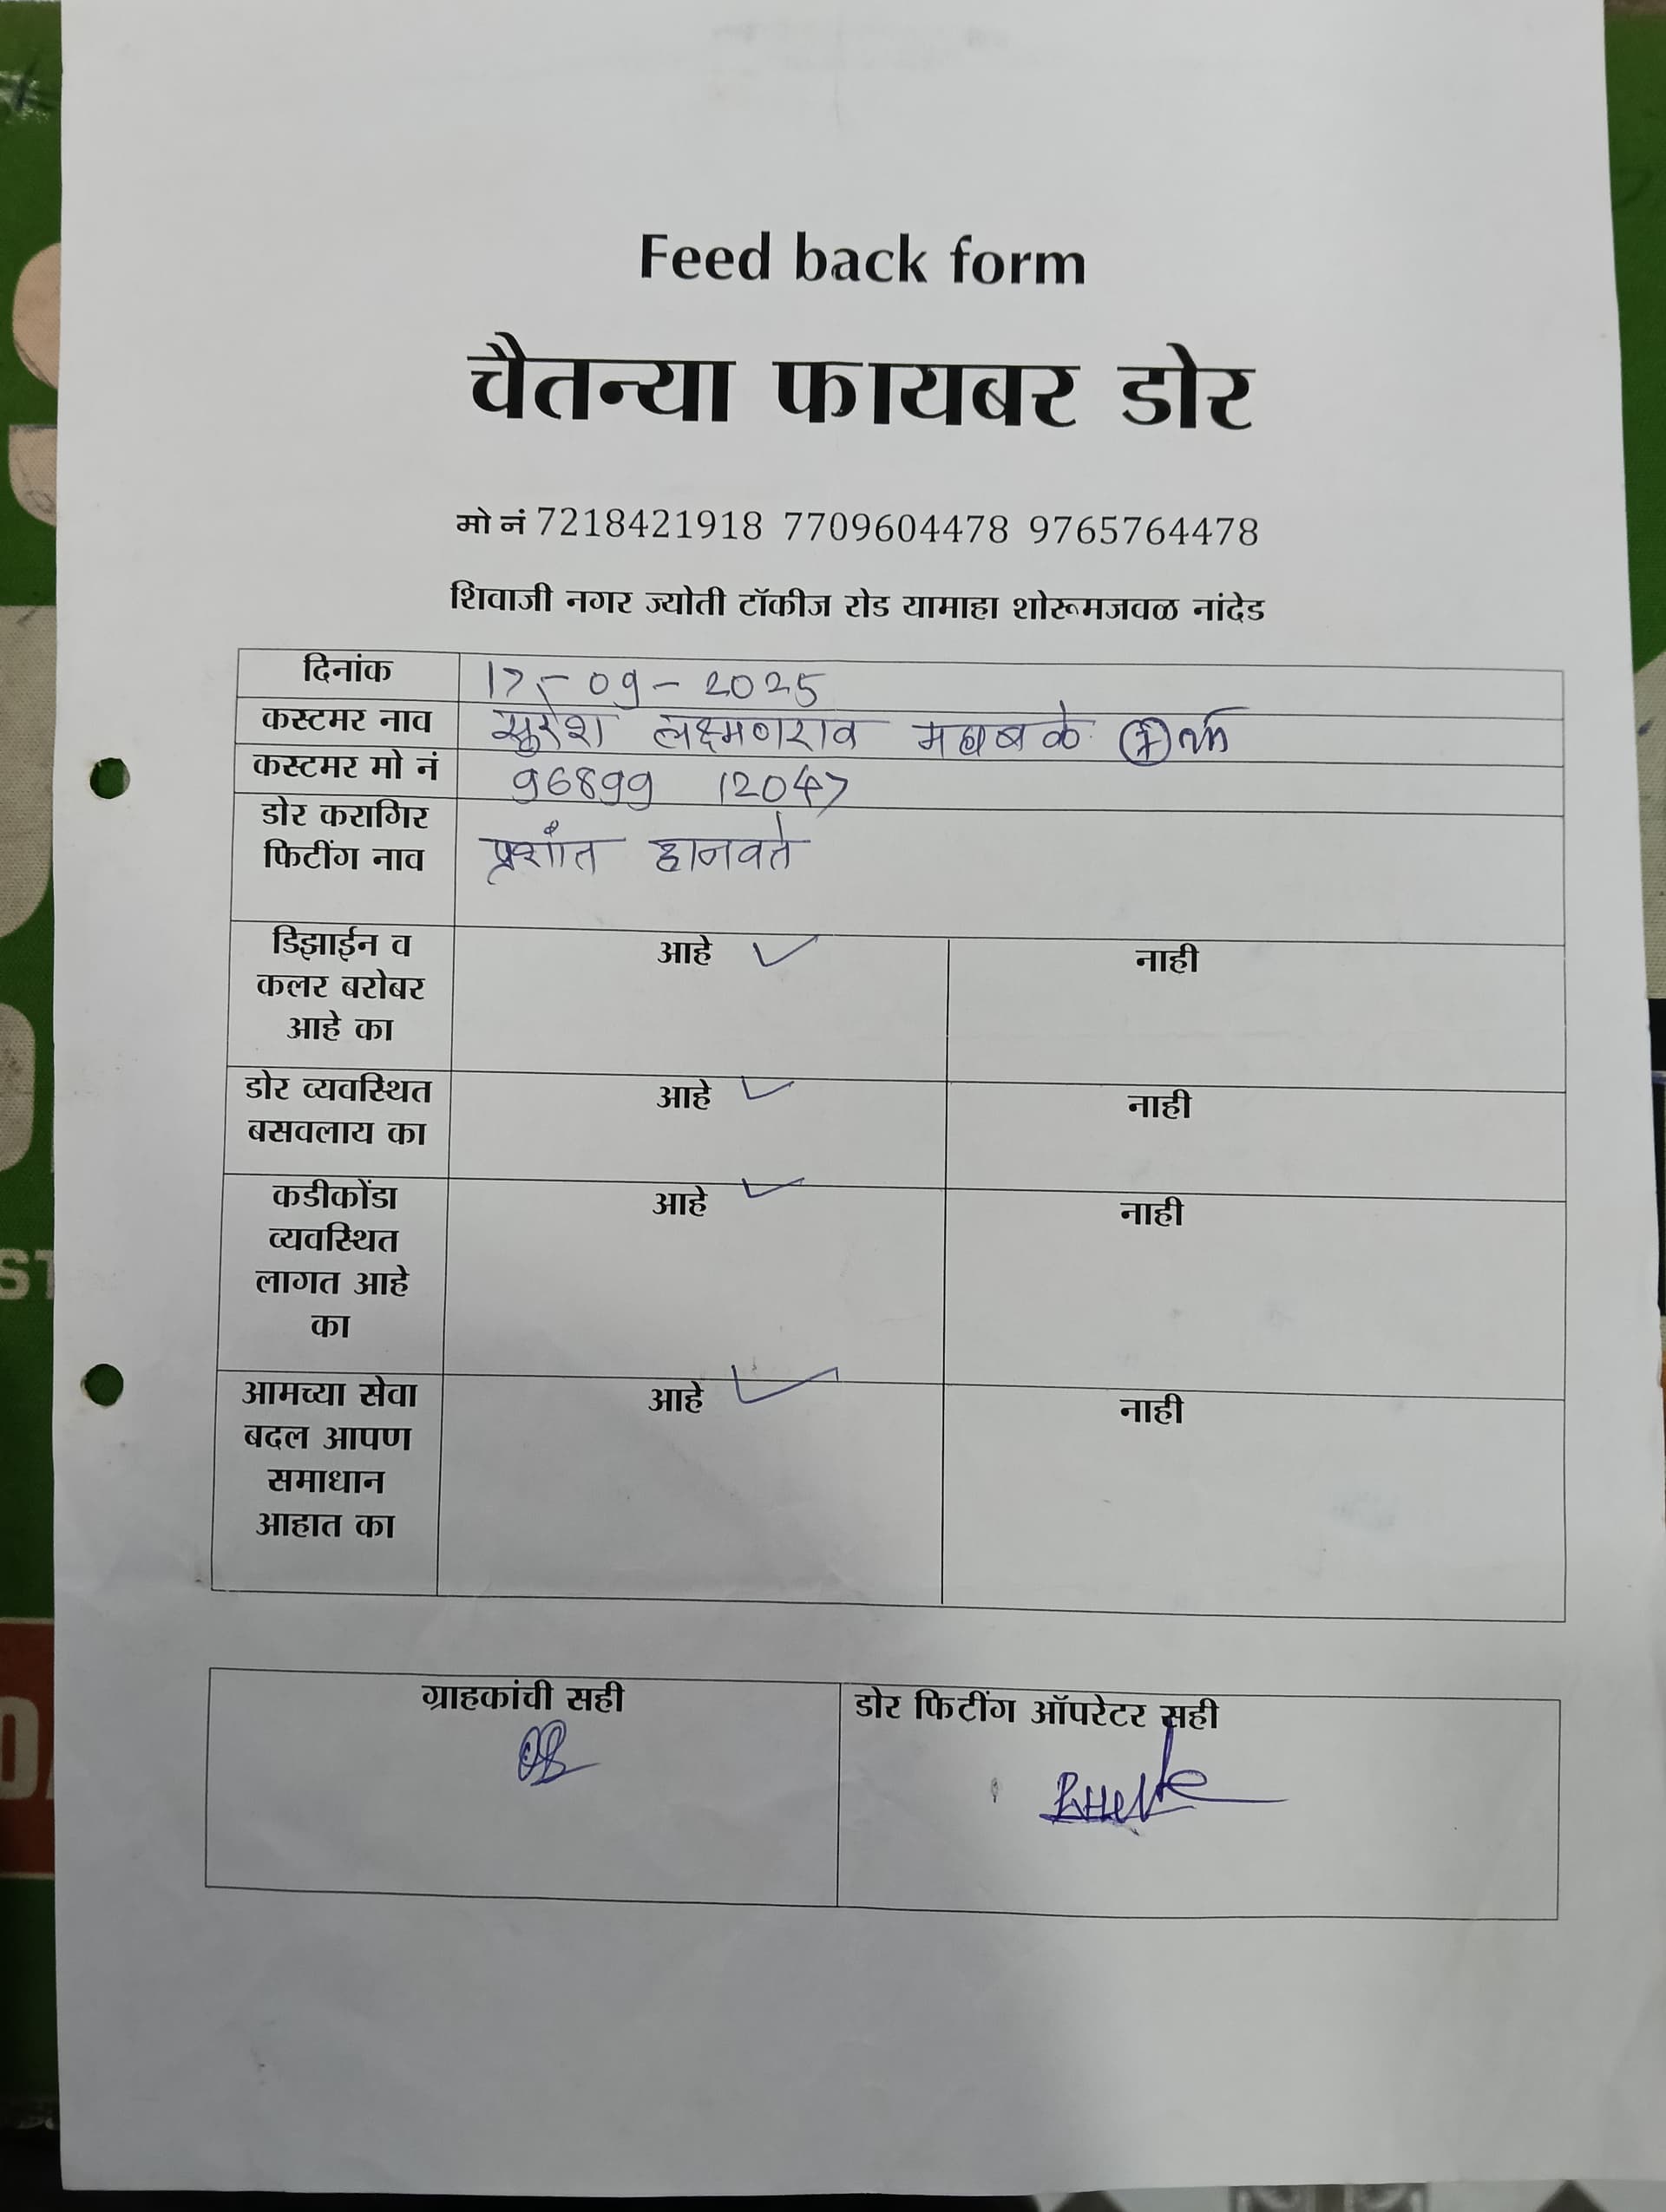 Feed back form
चैतन्या फायबर डोर
मो नं 7218421918 7709604478 9765764478
शिवाजी नगर ज्योती टॉकीज रोड यामाहा शोरूमजवळ नांदेड
दिनांक 17-09-2025
कस्टमर नाव सुरेश लक्ष्मणराव
कस्टमर मो नं 96899 12047
डोर करागिर
फिटींग नाव प्रशांत हानवते
डिझाईन व
कलर बरोबर
आहे का
आहे ✓ नाही
डोर व्यवस्थित
बसवलाय का
आहे ✓ नाही
कडीकोंडा
व्यवस्थित
लागत आहे
का
आहे ✓ नाही
आमच्या सेवा
बदल आपण
समाधान
आहात का
आहे ✓ नाही
ग्राहकांची सही
डोर फिटींग ऑपरेटर सही